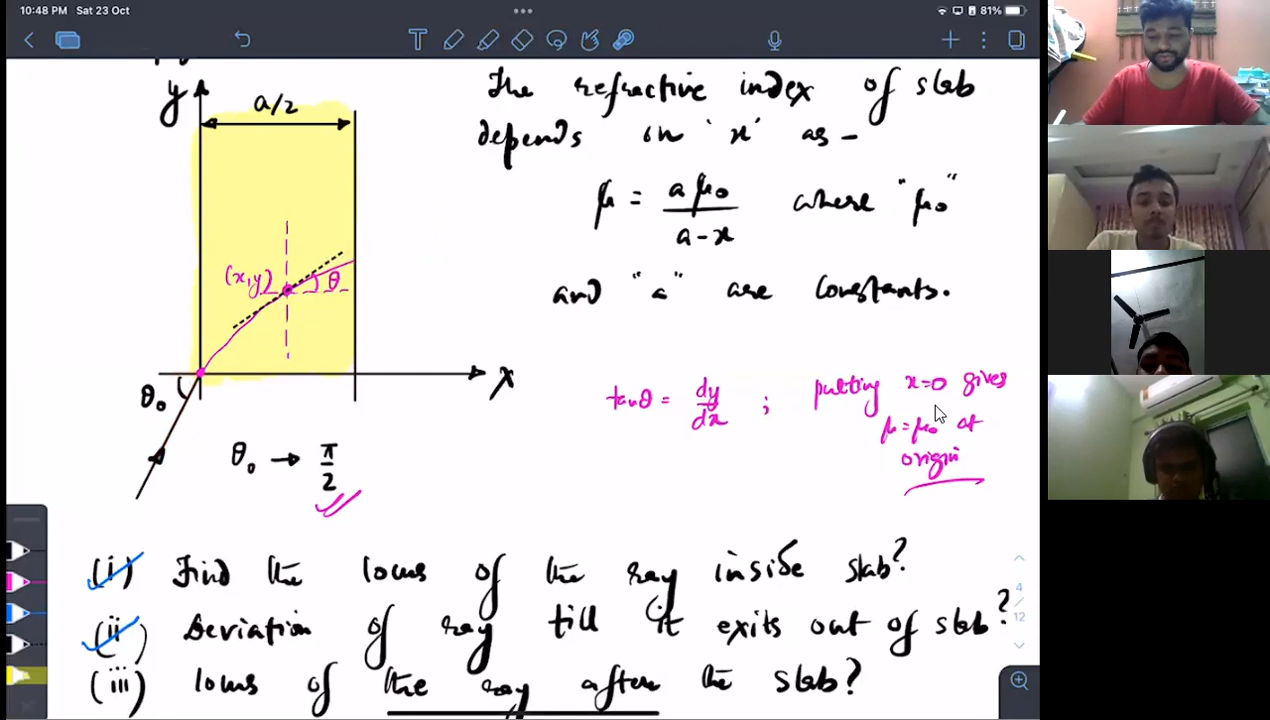 10:48 PM Sat 23 Oct
81%
T
y
a/2
(x,y)
θ
x
θ₀
θ₀ → π/2
The refractive index of slab
depends on 'x' as -
μ = aμ₀/(a-x) where "μ₀"
and "a" are constants.
tanθ = dy/dx ; putting x=0 gives
μ=μ₀ at
origin
(i) Find the locus of the ray inside slab?
(ii) Deviation of ray till it exits out of slab?
(iii) locus of the ray after the slab?
4
/
12